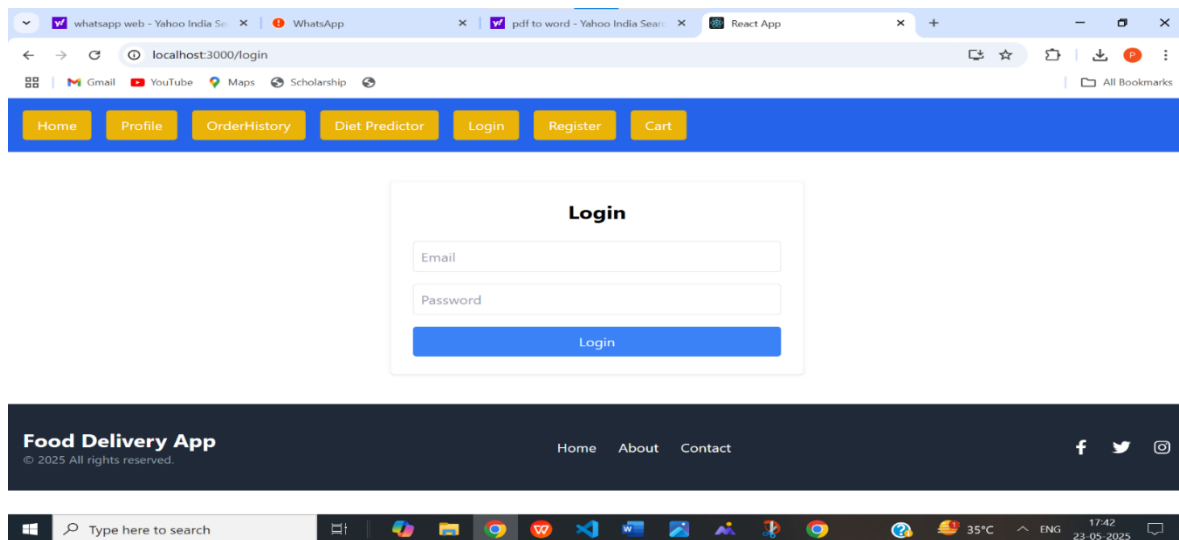 whatsapp web - Yahoo India Se
WhatsApp
pdf to word - Yahoo India Searc
React App
localhost:3000/login
P
Gmail
YouTube
Maps
Scholarship
All Bookmarks
Home
Profile
OrderHistory
Diet Predictor
Login
Register
Cart
Login
Email
Password
Login
Food Delivery App
© 2025 All rights reserved.
Home
About
Contact
Type here to search
35°C
ENG
17:42
23-05-2025